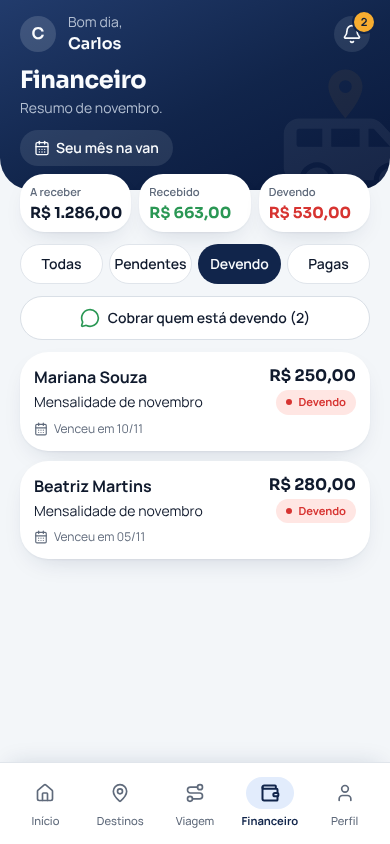 C
Bom dia,
Carlos
2
Financeiro
Resumo de novembro.
Seu mês na van
A receber
R$ 1.286,00
Recebido
R$ 663,00
Devendo
R$ 530,00
Todas
Pendentes
Devendo
Pagas
Cobrar quem está devendo (2)
Mariana Souza
R$ 250,00
Mensalidade de novembro
Devendo
Venceu em 10/11
Beatriz Martins
R$ 280,00
Mensalidade de novembro
Devendo
Venceu em 05/11
Início
Destinos
Viagem
Financeiro
Perfil